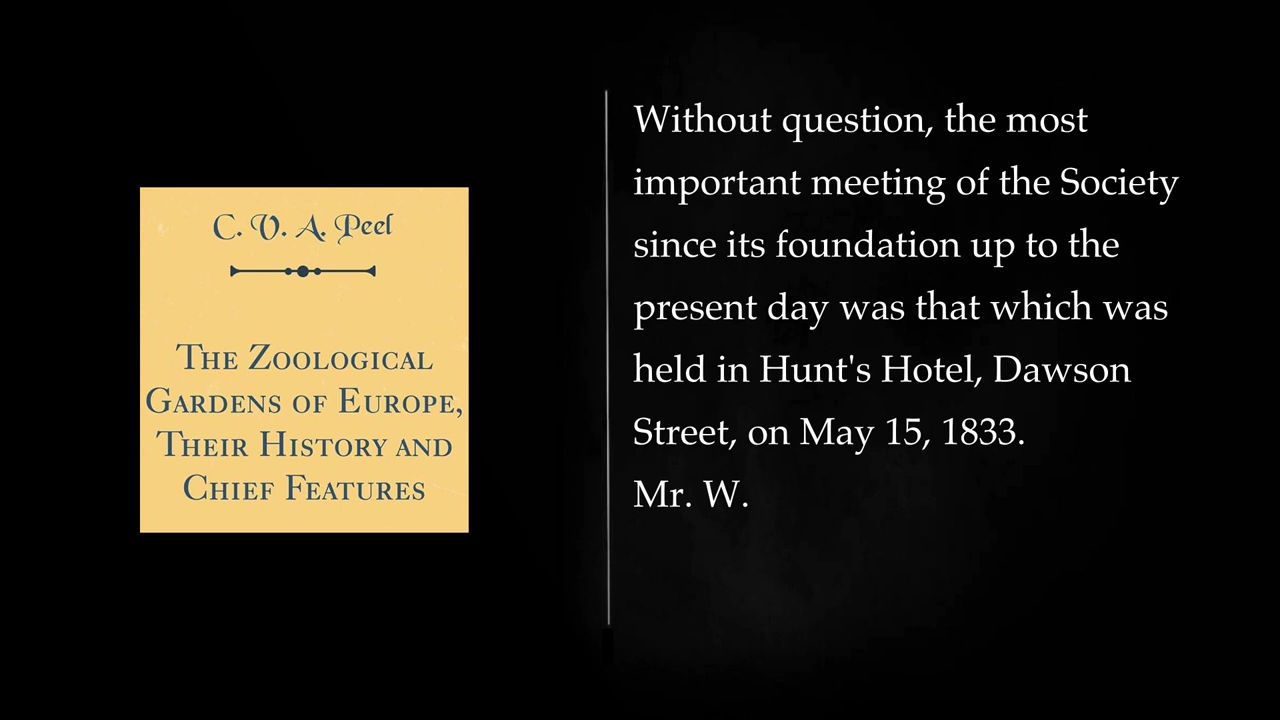 C. V. A. Peel
The Zoological
Gardens of Europe,
Their History and
Chief Features
Without question, the most
important meeting of the Society
since its foundation up to the
present day was that which was
held in Hunt's Hotel, Dawson
Street, on May 15, 1833.
Mr. W.